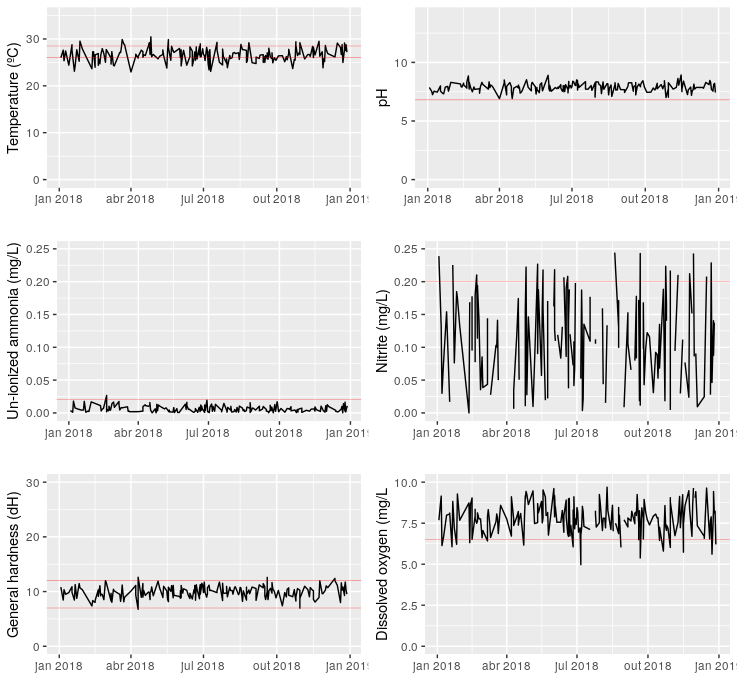 Temperature (ºC)
30
20
10
0
jan 2018
abr 2018
jul 2018
out 2018
jan 2019
pH
10
5
0
jan 2018
abr 2018
jul 2018
out 2018
jan 2019
Un-ionized ammonia (mg/L)
0.25
0.20
0.15
0.10
0.05
0.00
jan 2018
abr 2018
jul 2018
out 2018
jan 2019
Nitrite (mg/L)
0.25
0.20
0.15
0.10
0.05
0.00
jan 2018
abr 2018
jul 2018
out 2018
jan 2019
General hardness (dH)
30
20
10
0
jan 2018
abr 2018
jul 2018
out 2018
jan 2019
Dissolved oxygen (mg/L
10.0
7.5
5.0
2.5
0.0
jan 2018
abr 2018
jul 2018
out 2018
jan 2019